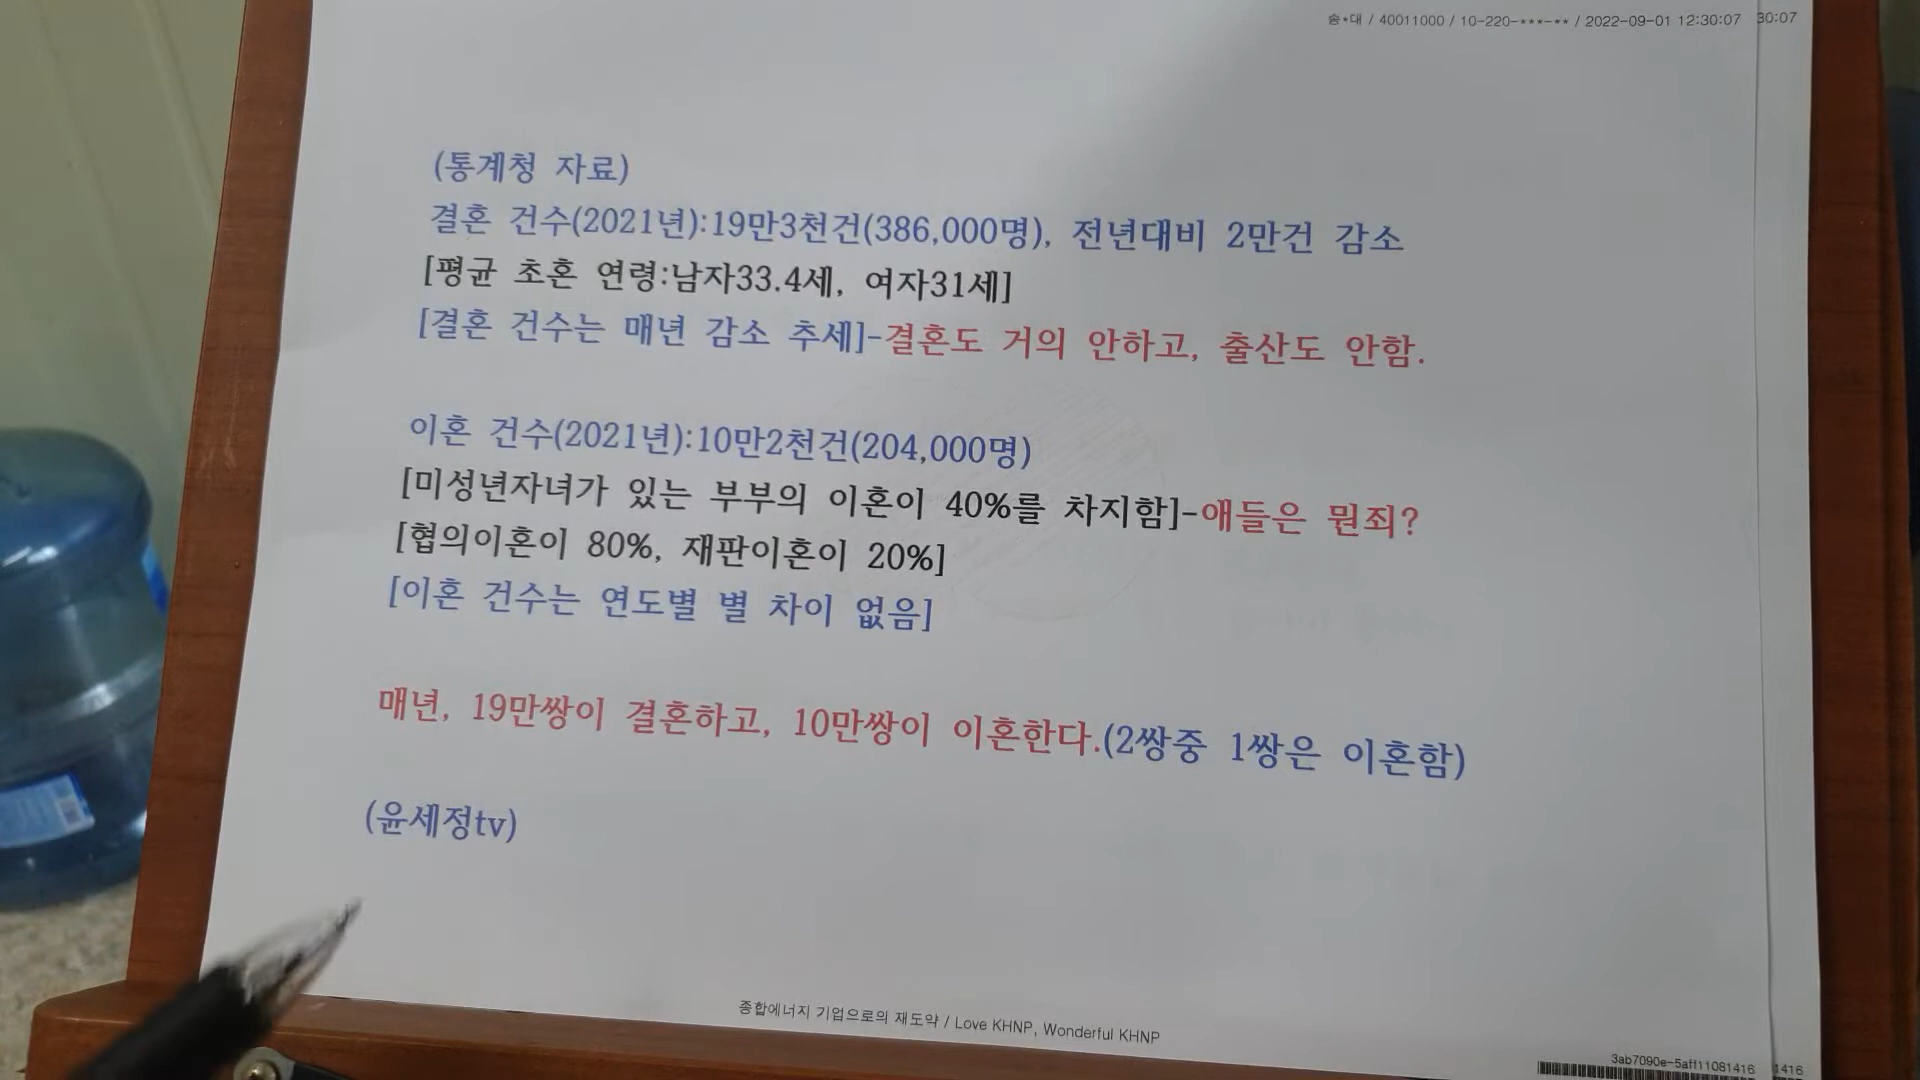 송*대 / 40011000 / 10-220-***-** / 2022-09-01 12:30:07 30:07
(통계청 자료)
결혼 건수(2021년):19만3천건(386,000명), 전년대비 2만건 감소
[평균 초혼 연령:남자33.4세, 여자31세]
[결혼 건수는 매년 감소 추세]-결혼도 거의 안하고, 출산도 안함.
이혼 건수(2021년):10만2천건(204,000명)
[미성년자녀가 있는 부부의 이혼이 40%를 차지함]-애들은 뭔죄?
[협의이혼이 80%, 재판이혼이 20%]
[이혼 건수는 연도별 별 차이 없음]
매년, 19만쌍이 결혼하고, 10만쌍이 이혼한다.(2쌍중 1쌍은 이혼함)
(윤세정tv)
종합에너지 기업으로의 재도약 / Love KHNP, Wonderful KHNP
3ab7090e-5aff11081416 1416